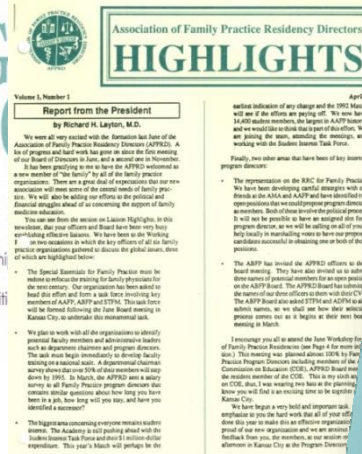 Association of Family Practice Residency Directors
HIGHLIGHTS
Volume 1, Number 1
April
Report from the President
by Richard H. Layton, M.D.
We were all very excited with the formation last June of the
Association of Family Practice Residency Directors (AFPRD). A
lot of progress and hard work has gone on since the first meeting
of our Board of Directors in June, and a second one in November.
It has been gratifying to me to have the AFPRD welcomed as
a new member of "the family" by all of the family practice
organizations. There are a great deal of expectations that our new
association will meet some of the central needs of family prac-
tice. We will also be adding our efforts to the political and
financial struggles ahead of us concerning the support of family
medicine education.
You can see from the section on Liaison Highlights, in this
newsletter, that your officers and Board have been very busy
establishing effective liaisons. We have been to the Working
on two occasions in which the key officers of all six family
practice organizations gathered to discuss the global issues, three
of which are highlighted below:
• The Special Essentials for Family Practice must be
redone to refocus the training for family physicians for
the next century. Our organization has been asked to
head this effort and form a task force involving key
members of AAFP, ABFP and STFM. This task force
will be formed following the June Board meeting in
Kansas City, to undertake this monumental task.
• We plan to work with all the organizations to identify
potential faculty members and administrative leaders
such as department chairmen and program directors.
The task must begin immediately to develop faculty
training on a national scale. A departmental chairman
survey shows that over 50% of their members will step
down by 1995. In March, the AFPRD sent a salary
survey to all Family Practice program directors that
contains similar questions about how long you have
been in a job, how long will you stay, and have you
identified a successor?
• The biggest area concerning everyone remains student
interest. The Academy is still pushing ahead with the
Student Interest Task Force and their $1 million-dollar
expenditure. This year's Match will perhaps be the
earliest indication of any change and the 1992 Match
will see if the efforts are paying off. We now have
14,400 student members, the largest in AAFP history
and we would like to think that is part of this effort. We
are joining the team, attending the meetings, and
working with the Student Interest Task Force.
Finally, two other areas that have been of key interest
program directors:
• The representation on the RRC for Family Practice
We have been developing careful strategies with our
friends at the AMA and AAFP and have identified two
open positions that we could propose program directors
as members. Both of these involve the political process.
It will not be possible to have an assigned slot for a
program director, so we will be calling on all of you to
help locally in marshalling votes to have our proposed
candidates successful in obtaining one or both of these
positions.
• The ABFP has invited the AFPRD officers to the
board meeting. They have also invited us to submit
three names of potential members for an open position
on the ABFP Board. The AFPRD Board has submitted
the names of our three officers to them with their CV's.
The ABFP Board also asked STFM and ADFM to also
submit names, so we shall see how their selection
process comes out as it begins at their next board
meeting in March.
I encourage you all to attend the June Workshop for
of Family Practice Residencies (see Page 4 for more
tion.) This meeting was planned almost 100% by Family
Practice Program Directors including members of the
Commission on Education (COE), AFPRD Board
the resident member of the COE. This is my sixth
on COE, thus, I was wearing two hats at the planning,
know you will find it an exciting time to be together
Kansas City.
We have begun a very bold and important task.
emphasize to you the hard work that all of your
done this year to make this an effective organization
proud of our new organization and we are anxious
feedback from you, the members, at our session
afternoon in the Program Directors